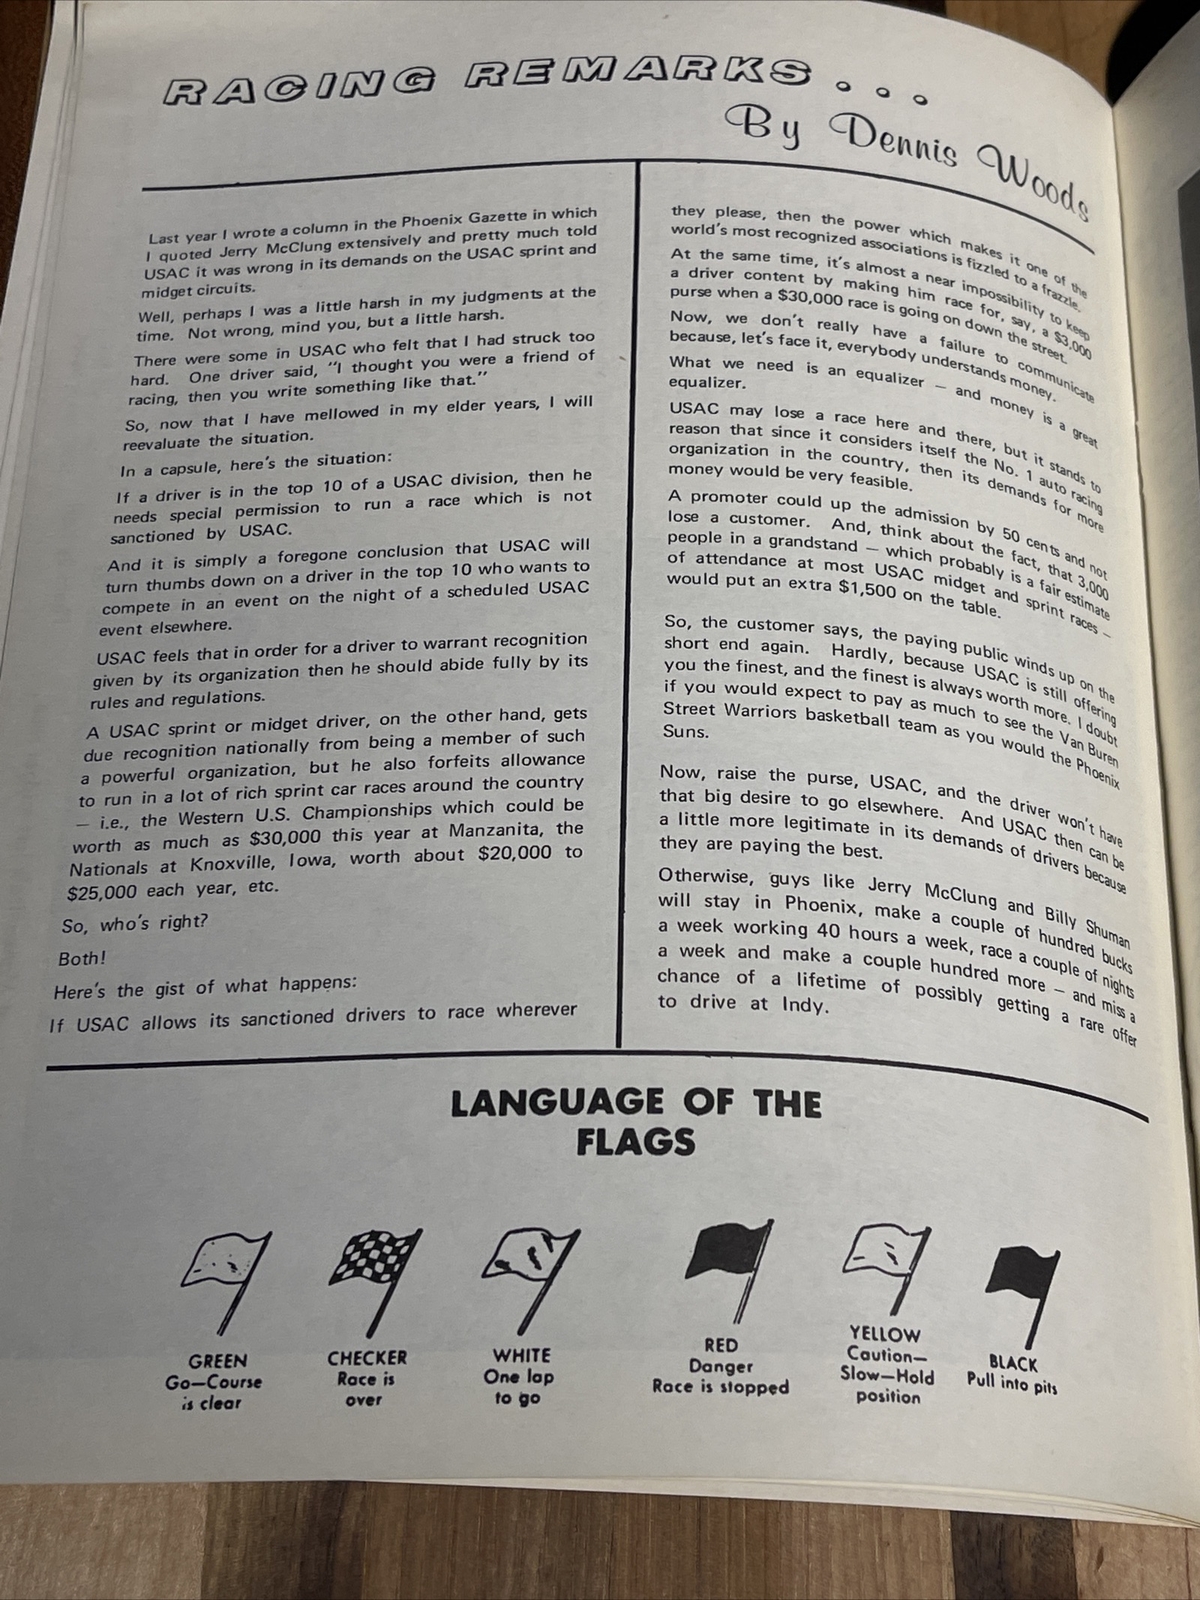 RACING REMARKS . . .
By Dennis Woods
Last year I wrote a column in the Phoenix Gazette in which
I quoted Jerry McClung extensively and pretty much told
USAC it was wrong in its demands on the USAC sprint and
midget circuits.
Well, perhaps I was a little harsh in my judgments at the
time. Not wrong, mind you, but a little harsh.
There were some in USAC who felt that I had struck too
hard. One driver said, "I thought you were a friend of
racing, then you write something like that."
So, now that I have mellowed in my elder years, I will
reevaluate the situation.
In a capsule, here's the situation:
If a driver is in the top 10 of a USAC division, then he
needs special permission to run a race which is not
sanctioned by USAC.
And it is simply a foregone conclusion that USAC will
turn thumbs down on a driver in the top 10 who wants to
compete in an event on the night of a scheduled USAC
event elsewhere.
USAC feels that in order for a driver to warrant recognition
given by its organization then he should abide fully by its
rules and regulations.
A USAC sprint or midget driver, on the other hand, gets
due recognition nationally from being a member of such
a powerful organization, but he also forfeits allowance
to run in a lot of rich sprint car races around the country
— i.e., the Western U.S. Championships which could be
worth as much as $30,000 this year at Manzanita, the
Nationals at Knoxville, Iowa, worth about $20,000 to
$25,000 each year, etc.
So, who's right?
Both!
Here's the gist of what happens:
If USAC allows its sanctioned drivers to race wherever
they please, then the power which makes it one of the
world's most recognized associations is fizzled to a frazzle.
At the same time, it's almost a near impossibility to keep
a driver content by making him race for, say, a $3,000
purse when a $30,000 race is going on down the street.
Now, we don't really have a failure to communicate
because, let's face it, everybody understands money.
What we need is an equalizer — and money is a great
equalizer.
USAC may lose a race here and there, but it stands to
reason that since it considers itself the No. 1 auto racing
organization in the country, then its demands for more
money would be very feasible.
A promoter could up the admission by 50 cents and not
lose a customer. And, think about the fact, that 3,000
people in a grandstand — which probably is a fair estimate
of attendance at most USAC midget and sprint races —
would put an extra $1,500 on the table.
So, the customer says, the paying public winds up on the
short end again. Hardly, because USAC is still offering
you the finest, and the finest is always worth more. I doubt
if you would expect to pay as much to see the Van Buren
Street Warriors basketball team as you would the Phoenix
Suns.
Now, raise the purse, USAC, and the driver won't have
that big desire to go elsewhere. And USAC then can be
a little more legitimate in its demands of drivers because
they are paying the best.
Otherwise, guys like Jerry McClung and Billy Shuman
will stay in Phoenix, make a couple of hundred bucks
a week working 40 hours a week, race a couple of nights
a week and make a couple hundred more — and miss a
chance of a lifetime of possibly getting a rare offer
to drive at Indy.
LANGUAGE OF THE
FLAGS
GREEN
Go—Course
is clear
CHECKER
Race is
over
WHITE
One lap
to go
RED
Danger
Race is stopped
YELLOW
Caution—
Slow—Hold
position
BLACK
Pull into pits